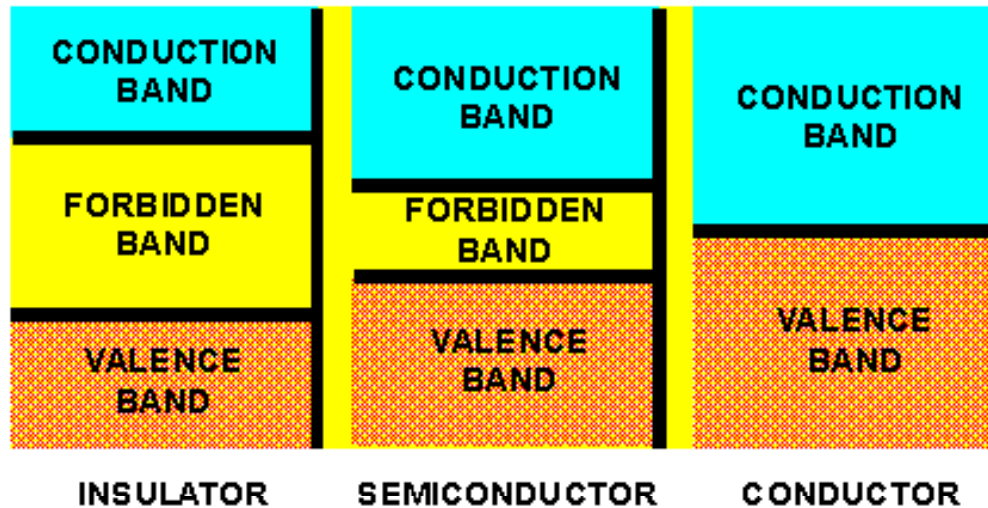 CONDUCTION
BAND
FORBIDDEN
BAND
VALENCE
BAND
INSULATOR
CONDUCTION
BAND
FORBIDDEN
BAND
VALENCE
BAND
SEMICONDUCTOR
CONDUCTION
BAND
VALENCE
BAND
CONDUCTOR